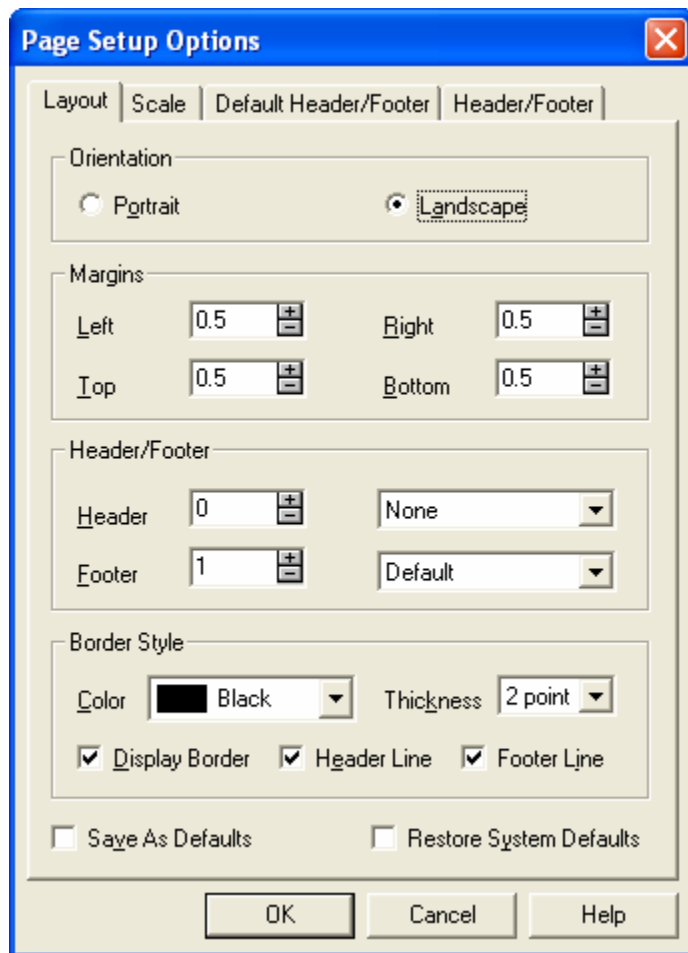 Page Setup Options
Layout Scale Default Header/Footer Header/Footer
Orientation
Portrait Landscape
Margins
Left 0.5 Right 0.5
Top 0.5 Bottom 0.5
Header/Footer
Header 0 None
Footer 1 Default
Border Style
Color Black Thickness 2 point
Display Border Header Line Footer Line
Save As Defaults Restore System Defaults
OK Cancel Help